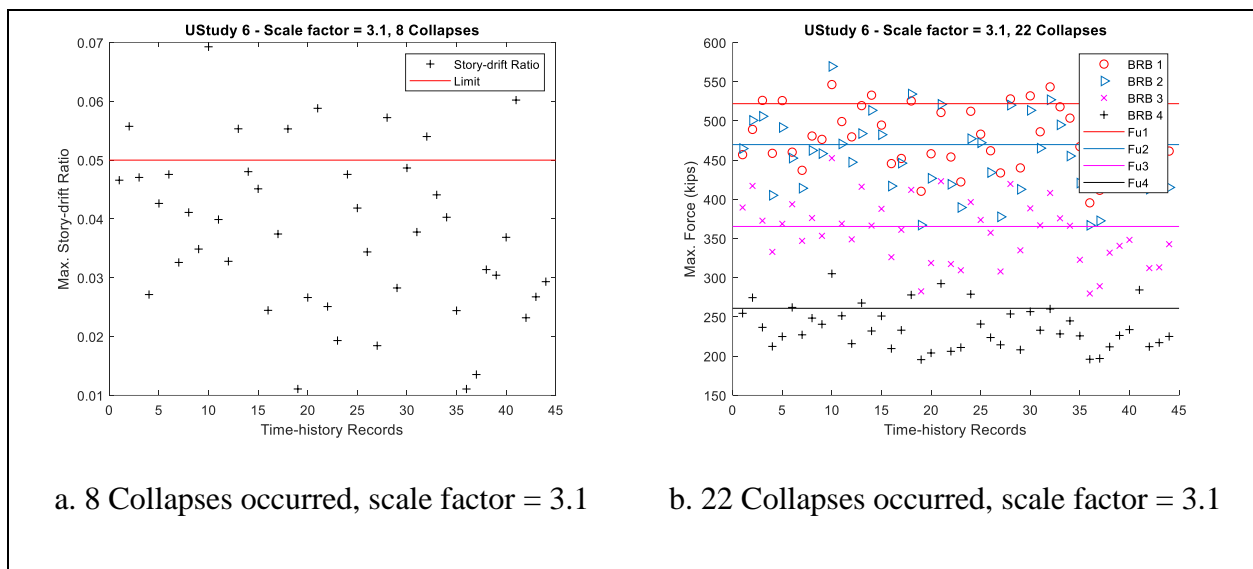 UStudy 6 - Scale factor = 3.1, 8 Collapses
0.07
0.06
0.05
0.04
0.03
0.02
0.01
Max. Story-drift Ratio
Story-drift Ratio
Limit
0 5 10 15 20 25 30 35 40 45
Time-history Records
a. 8 Collapses occurred, scale factor = 3.1
UStudy 6 - Scale factor = 3.1, 22 Collapses
600
550
500
450
400
350
300
250
200
150
Max. Force (kips)
BRB 1
BRB 2
BRB 3
BRB 4
Fu1
Fu2
Fu3
Fu4
0 5 10 15 20 25 30 35 40 45
Time-history Records
b. 22 Collapses occurred, scale factor = 3.1